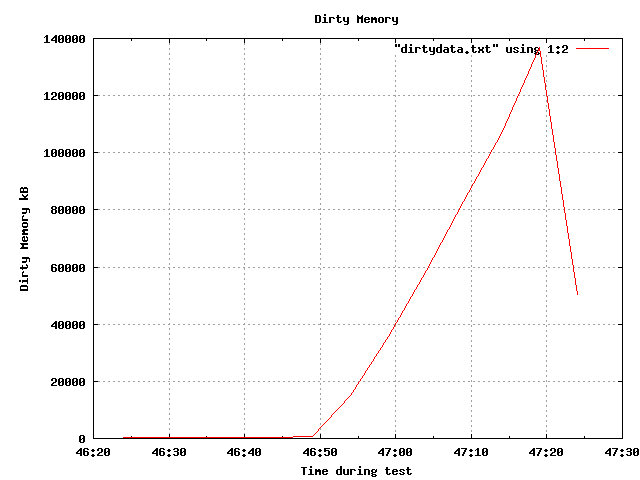 Dirty Memory
"dirtydata.txt" using 1:2
140000
120000
100000
80000
60000
40000
20000
0
Dirty Memory kB
46:20 46:30 46:40 46:50 47:00 47:10 47:20 47:30
Time during test